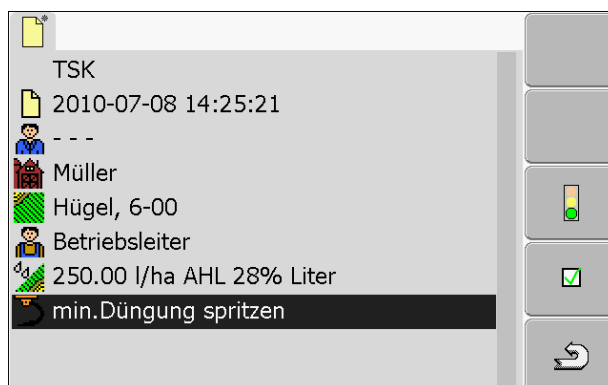 TSK
2010-07-08 14:25:21
- - -
Müller
Hügel, 6-00
Betriebsleiter
250.00 l/ha AHL 28% Liter
min.Düngung spritzen